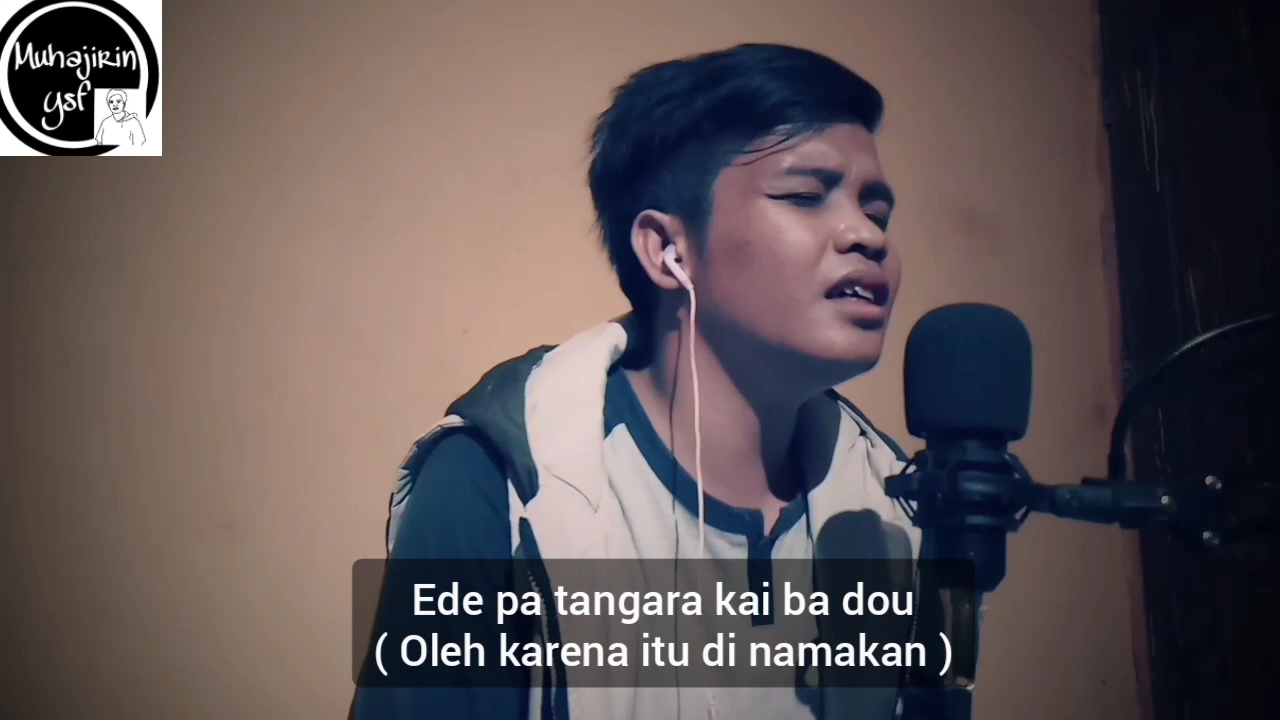 Muhajirin
ysf
Ede pa tangara kai ba dou
( Oleh karena itu di namakan )